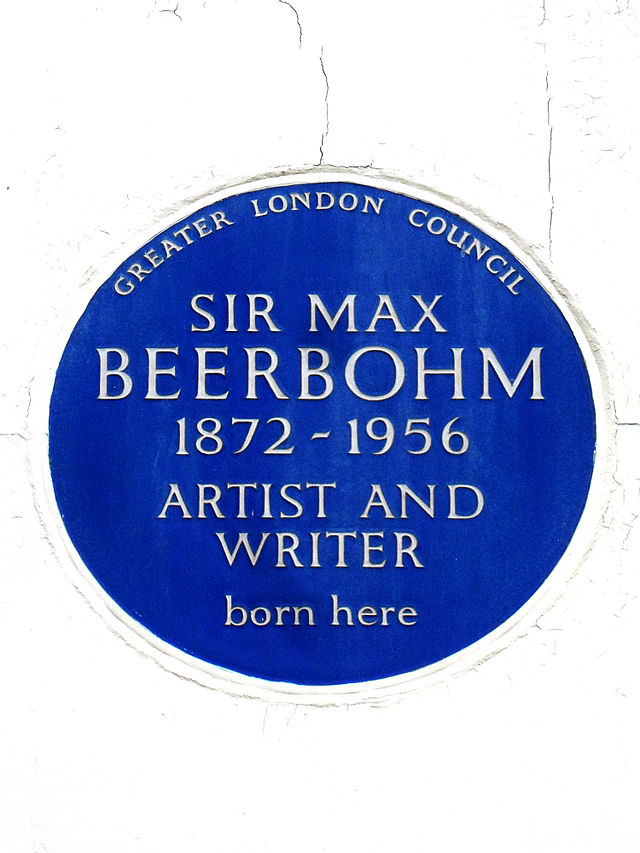 GREATER LONDON COUNCIL
SIR MAX
BEERBOHM
1872 - 1956
ARTIST AND
WRITER
born here